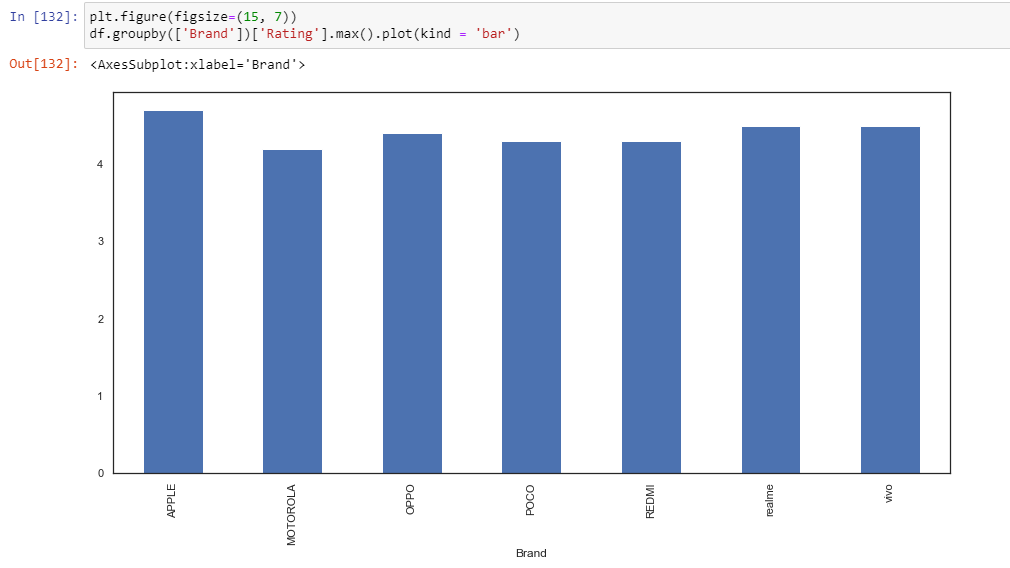 In [132]: plt.figure(figsize=(15, 7))
df.groupby(['Brand'])['Rating'].max().plot(kind = 'bar')
Out[132]: <AxesSubplot:xlabel='Brand'>
4
3
2
1
0
APPLE
MOTOROLA
OPPO
POCO
REDMI
realme
vivo
Brand